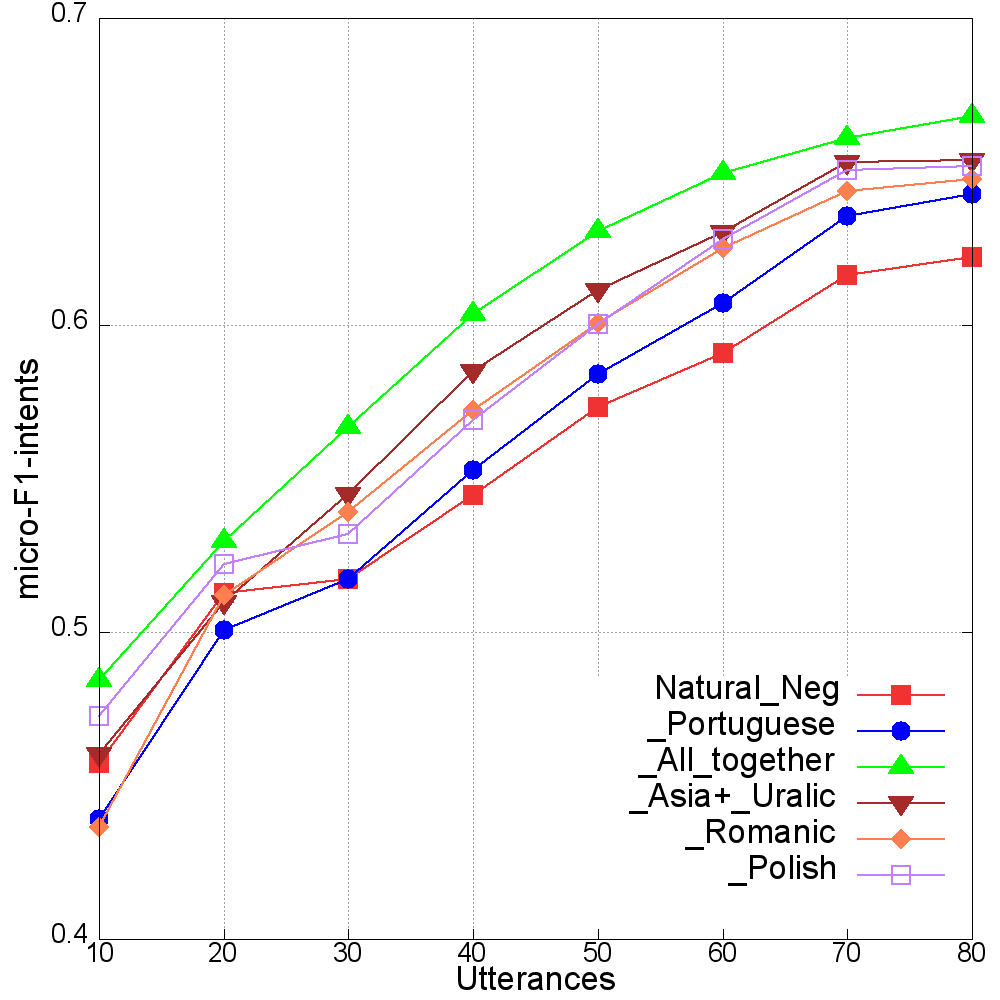 0.7
0.6
0.5
0.4
micro-F1-intents
10 20 30 40 50 60 70 80
Utterances
Natural_Neg
_Portuguese
_All_together
_Asia+_Uralic
_Romanic
_Polish